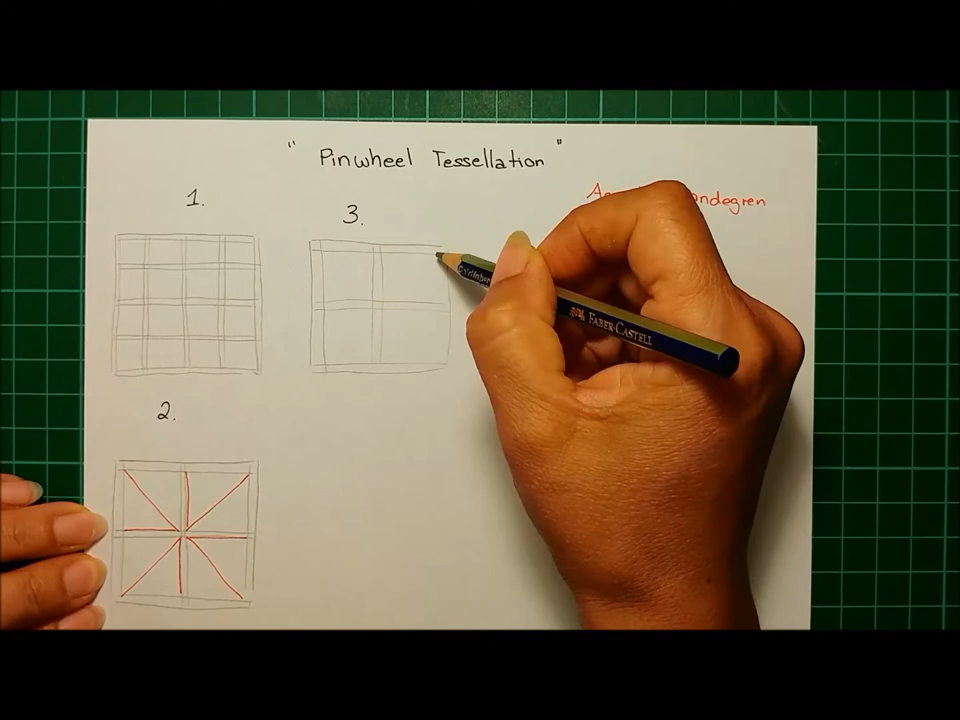 " Pinwheel Tessellation "
1.
3.
2.
FABER-CASTELL